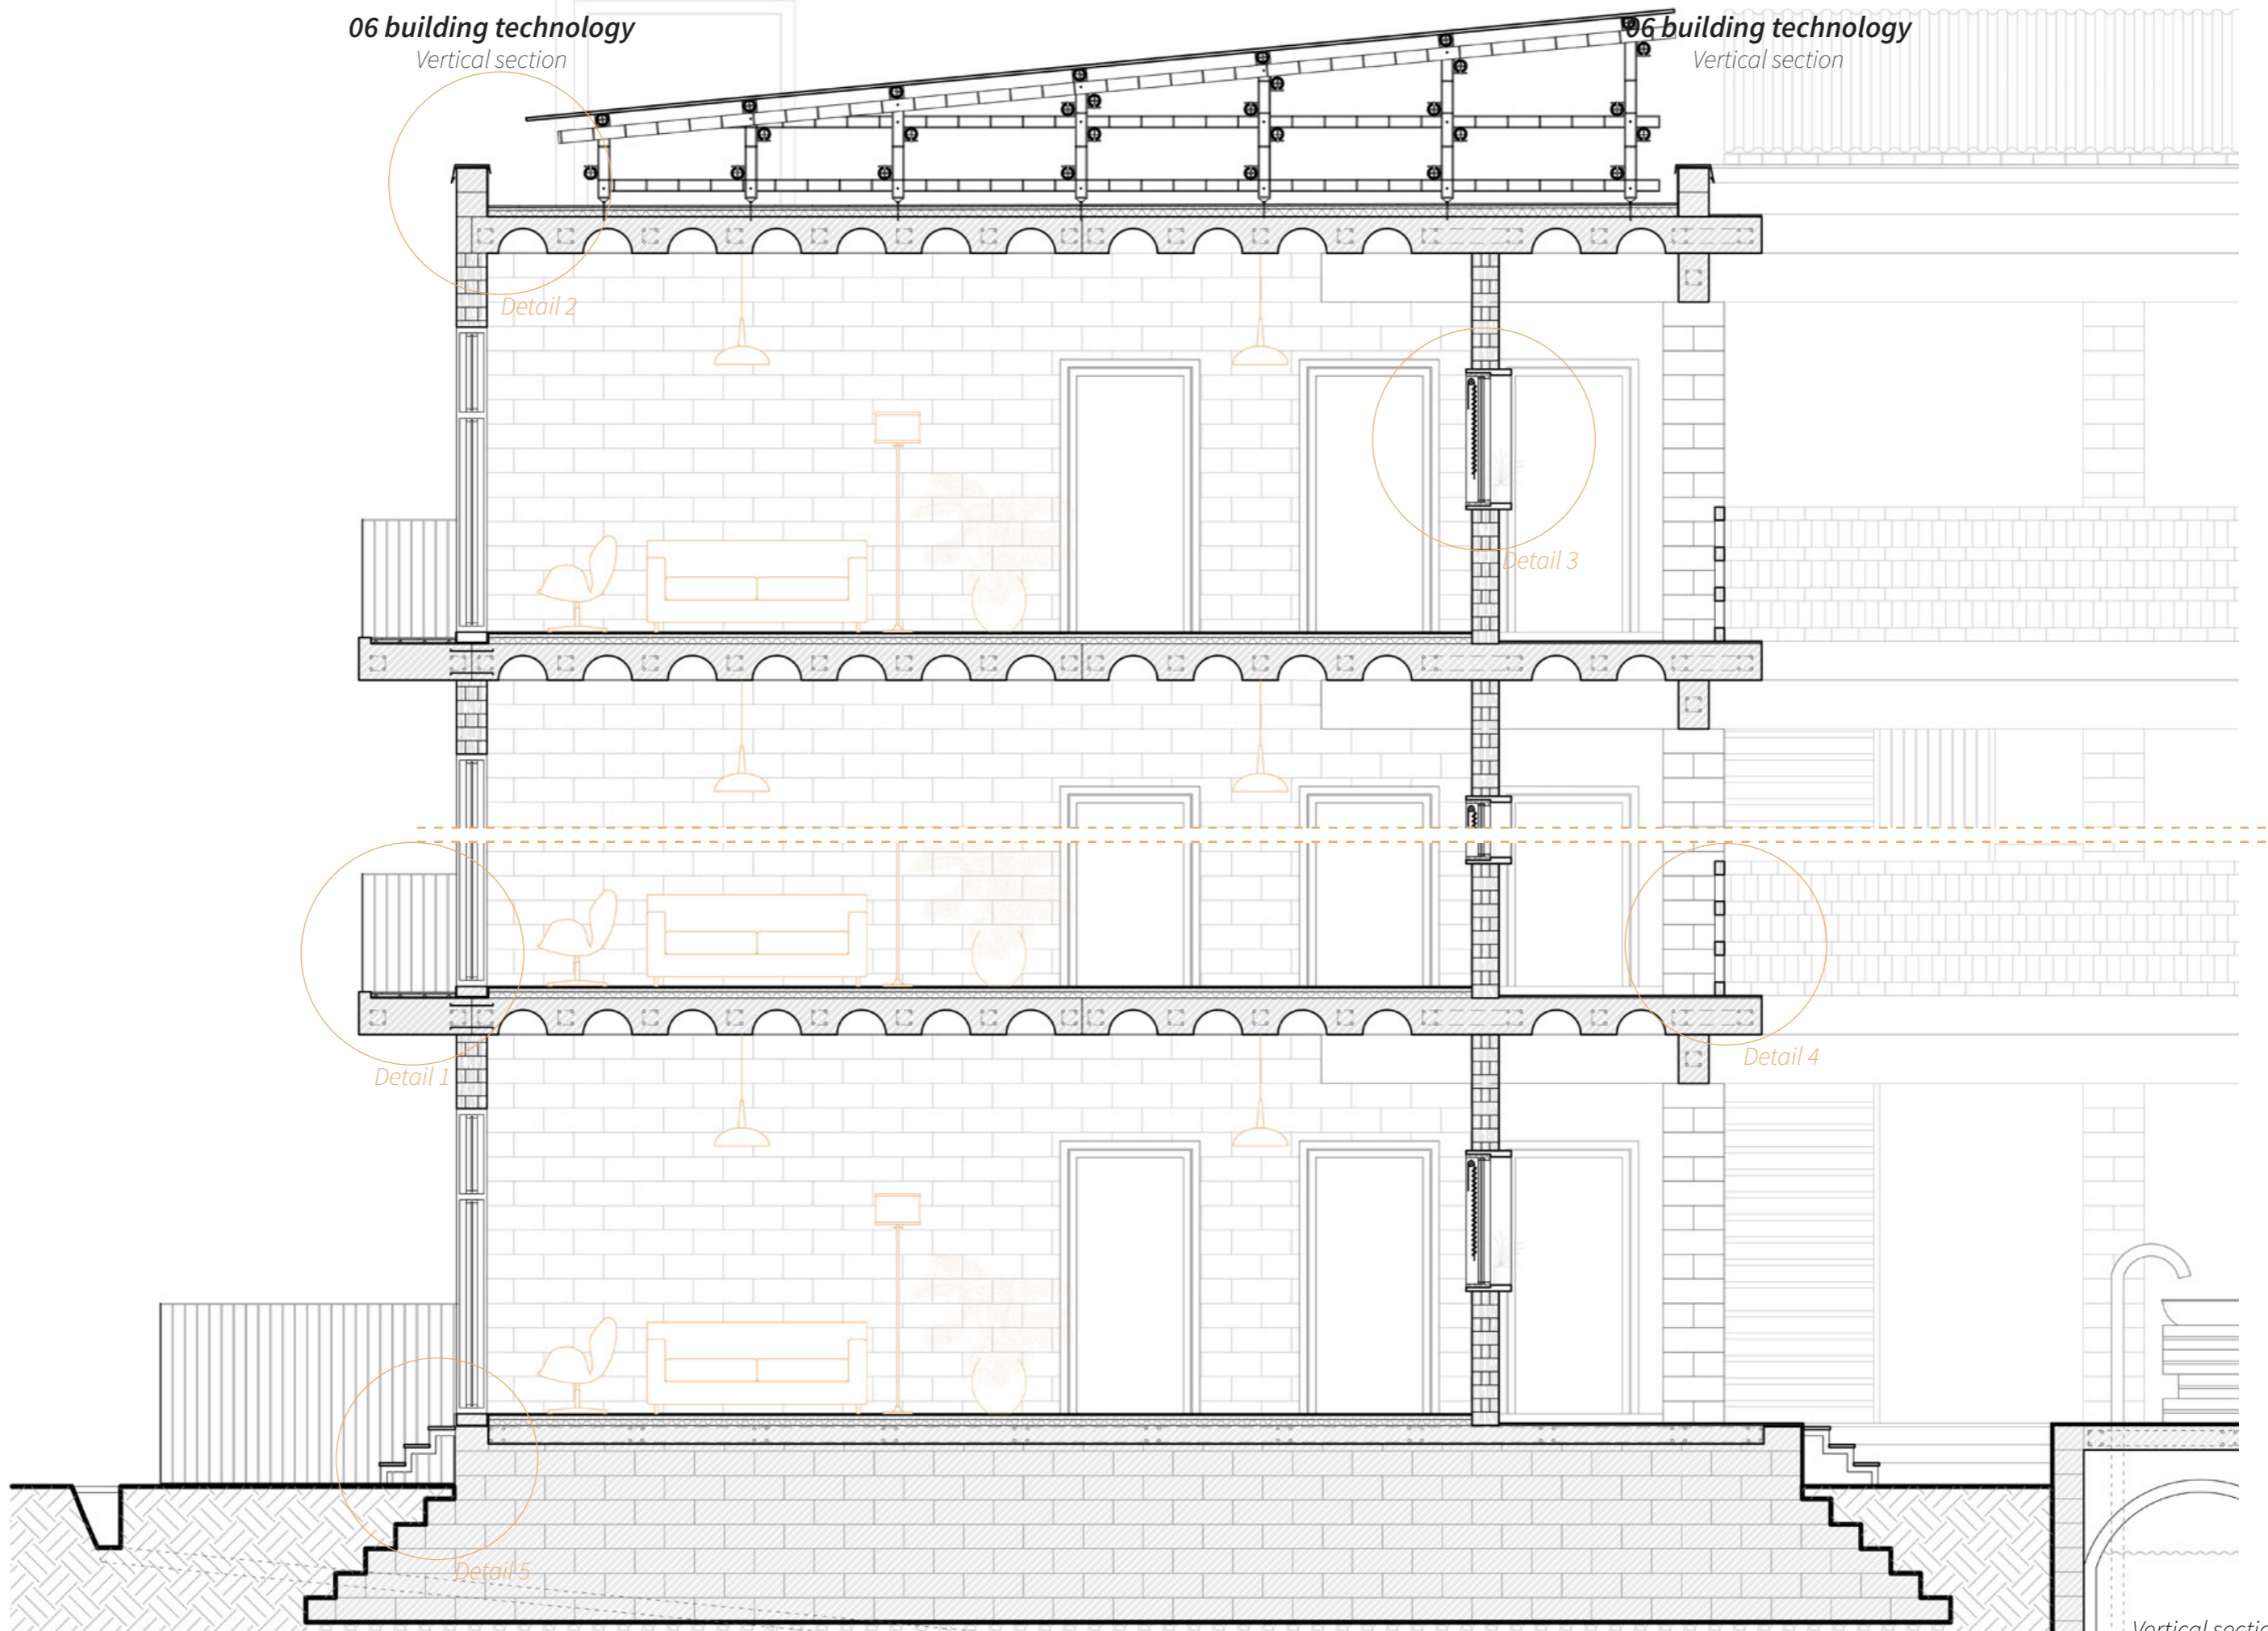 06 building technology
Vertical section
06 building technology
Vertical section
Detail 2
Detail 3
Detail 1
Detail 4
Detail 5
Vertical